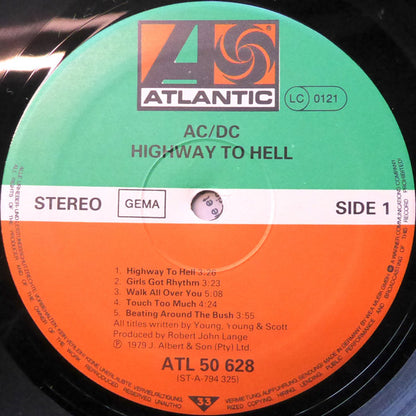 ATLANTIC
LC 0121
AC/DC
HIGHWAY TO HELL
STEREO
GEMA
SIDE 1
1. Highway To Hell 3:26
2. Girls Got Rhythm 3:23
3. Walk All Over You 5:08
4. Touch Too Much 4:24
5. Beating Around The Bush 3:55
All titles written by Young, Young & Scott
Produced by Robert John Lange
℗ 1979 J. Albert & Son (Pty) Ltd.
ATL 50 628
(ST-A-794 325)
33